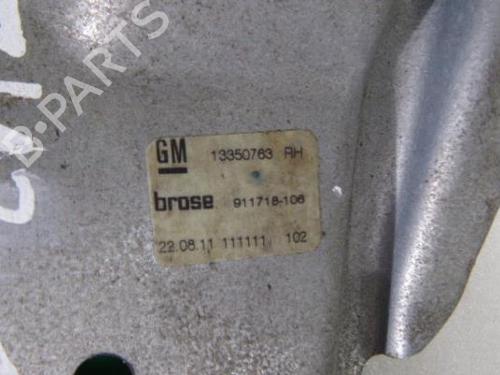 B-PARTS
GM 13350763 RH
brose 911718-106
22.08.11 111111 102